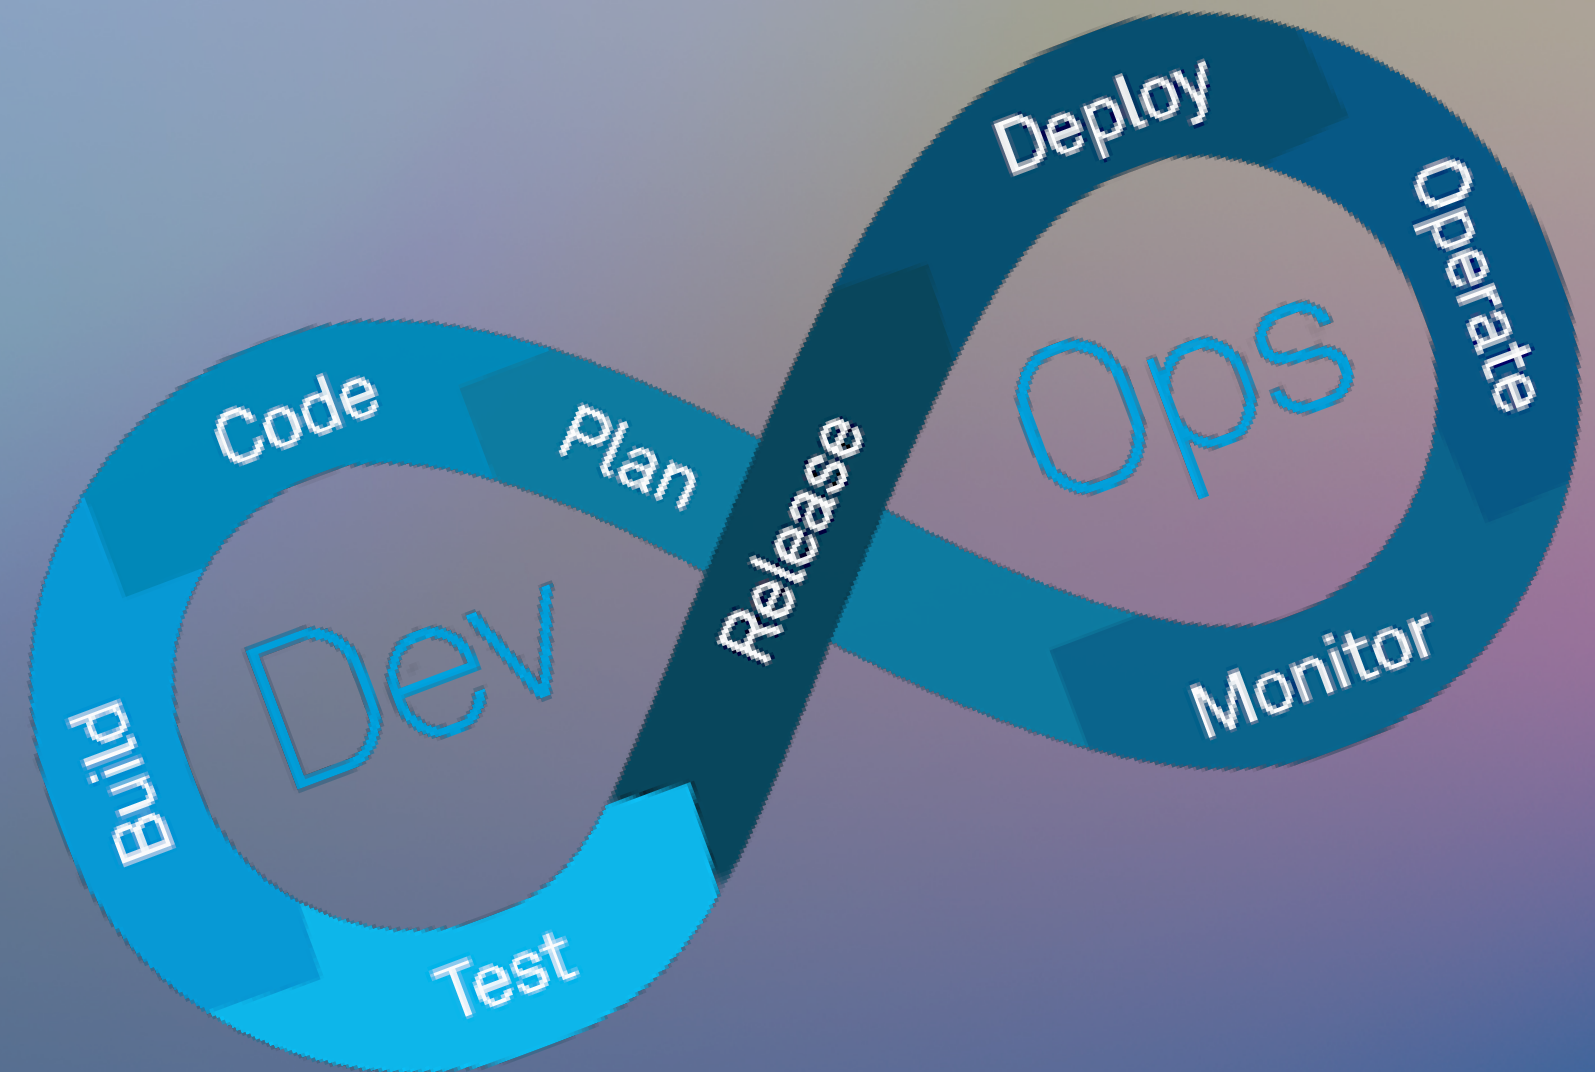 Deploy
Operate
Ops
Code
Plan
Release
Dev
Monitor
Build
Test